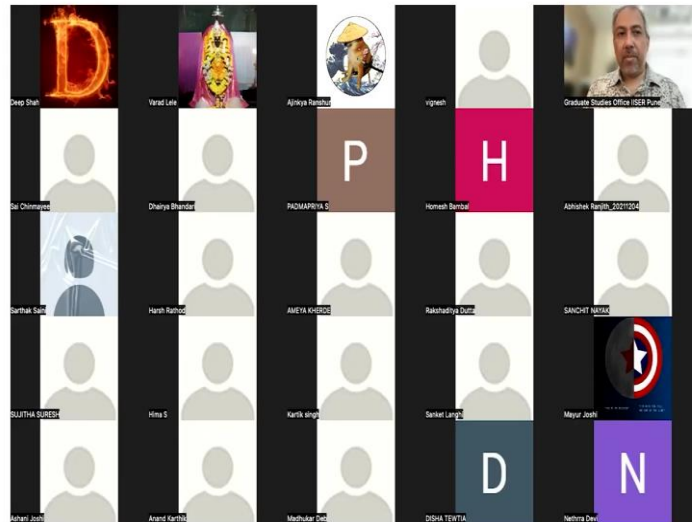 D
Deep Shah
Varad Lele
Ajinkya Ranshur
vignesh
Graduate Studies Office IISER Pune
Sai Chinmayee
Dhairya Bhandari
P
PADMAPRIYA S
H
Homesh Bambal
Abhishek Ranjith_20211204
Sarthak Saini
Harsh Rathod
AMEYA KHERDE
Rakshaditya Dutta
SANCHIT NAYAK
SUJITHA SURESH
Hima S
Kartik singh
Sanket Langhi
Mayur Joshi
Ashani Joshi
Anand Karthik
Madhukar Deb
D
DISHA TEWTIA
N
Nethrra Devi